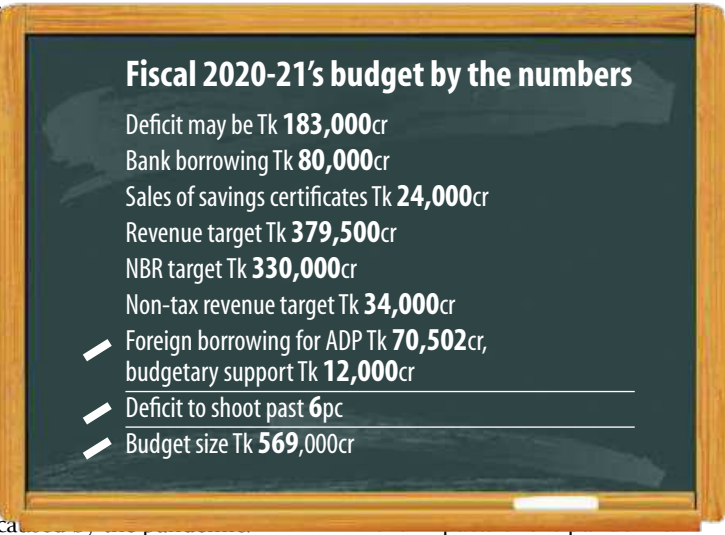 Fiscal 2020-21's budget by the numbers
Deficit may be Tk 183,000cr
Bank borrowing Tk 80,000cr
Sales of savings certificates Tk 24,000cr
Revenue target Tk 379,500cr
NBR target Tk 330,000cr
Non-tax revenue target Tk 34,000cr
Foreign borrowing for ADP Tk 70,502cr,
budgetary support Tk 12,000cr
Deficit to shoot past 6pc
Budget size Tk 569,000cr